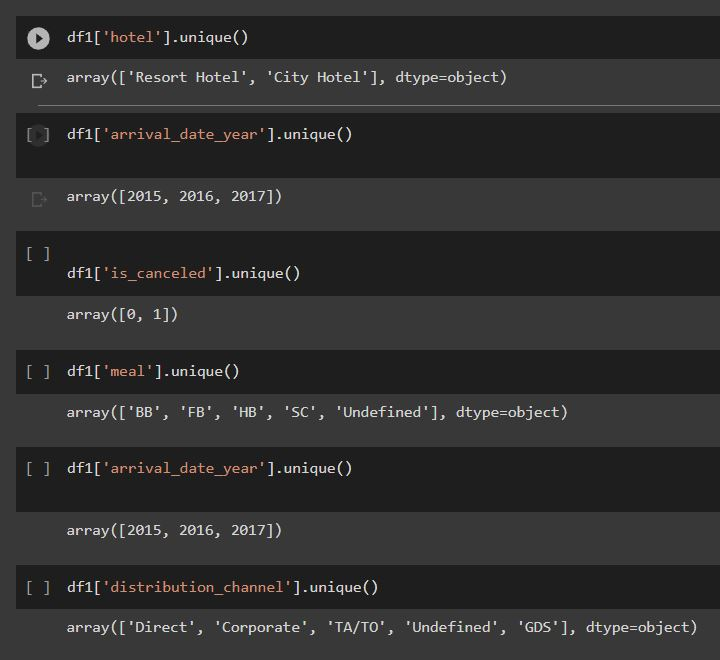 df1['hotel'].unique()
array(['Resort Hotel', 'City Hotel'], dtype=object)
[ ] df1['arrival_date_year'].unique()
array([2015, 2016, 2017])
[ ]
df1['is_canceled'].unique()
array([0, 1])
[ ] df1['meal'].unique()
array(['BB', 'FB', 'HB', 'SC', 'Undefined'], dtype=object)
[ ] df1['arrival_date_year'].unique()
array([2015, 2016, 2017])
[ ] df1['distribution_channel'].unique()
array(['Direct', 'Corporate', 'TA/TO', 'Undefined', 'GDS'], dtype=object)